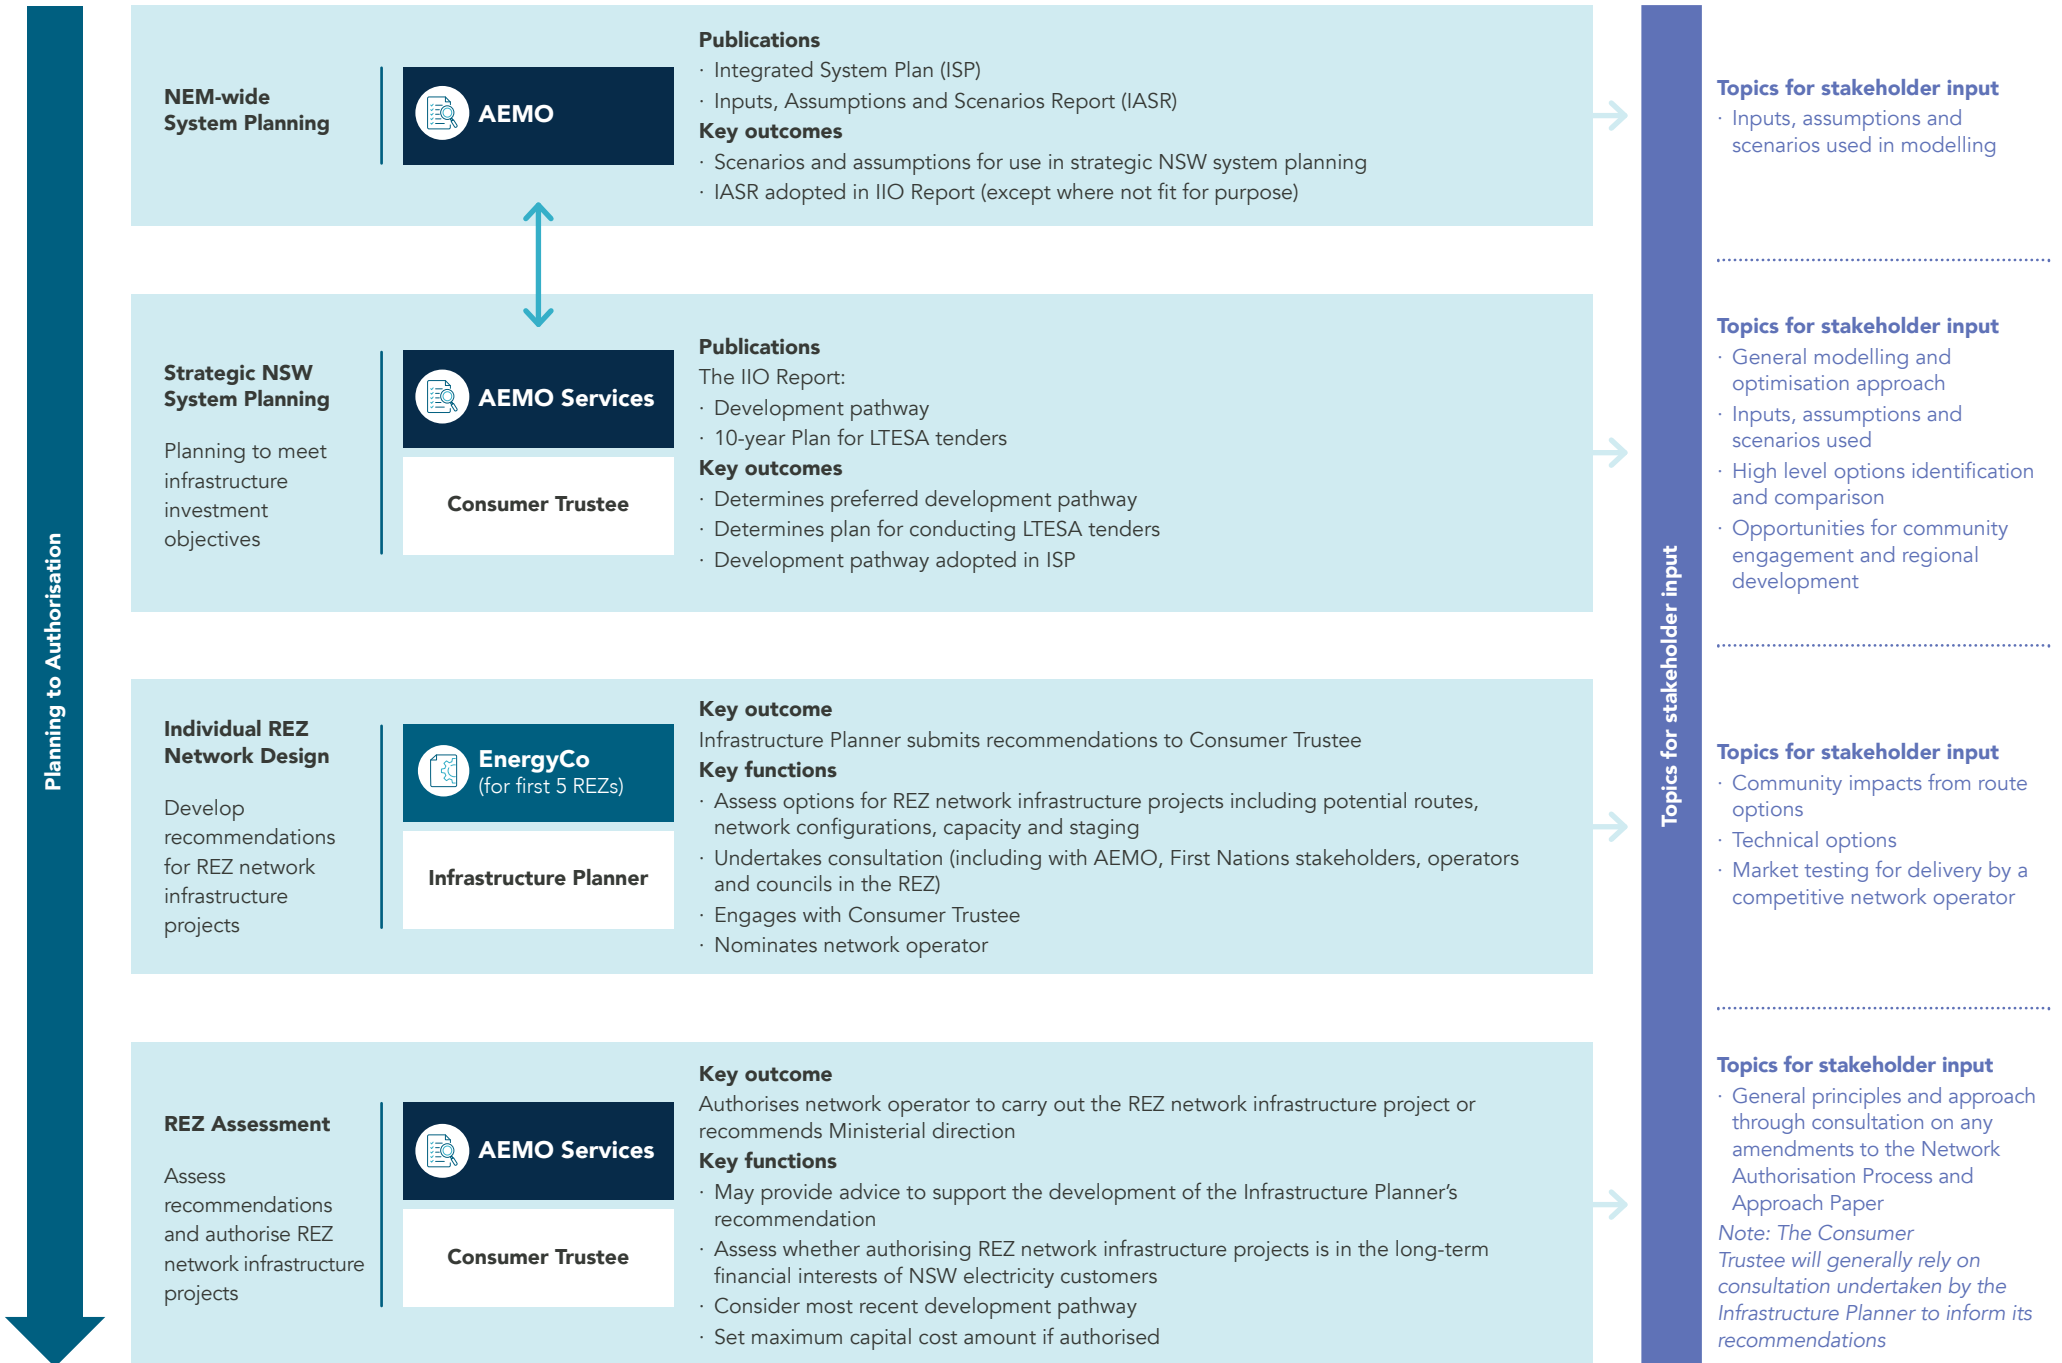 Planning to Authorisation
NEM-wide
System Planning
AEMO
Publications
· Integrated System Plan (ISP)
· Inputs, Assumptions and Scenarios Report (IASR)
Key outcomes
· Scenarios and assumptions for use in strategic NSW system planning
· IASR adopted in IIO Report (except where not fit for purpose)
Topics for stakeholder input
Topics for stakeholder input
· Inputs, assumptions and
scenarios used in modelling
Strategic NSW
System Planning
Planning to meet
infrastructure
investment
objectives
AEMO Services
Consumer Trustee
Publications
The IIO Report:
· Development pathway
· 10-year Plan for LTESA tenders
Key outcomes
· Determines preferred development pathway
· Determines plan for conducting LTESA tenders
· Development pathway adopted in ISP
Topics for stakeholder input
· General modelling and
optimisation approach
· Inputs, assumptions and
scenarios used
· High level options identification
and comparison
· Opportunities for community
engagement and regional
development
Individual REZ
Network Design
Develop
recommendations
for REZ network
infrastructure
projects
EnergyCo
(for first 5 REZs)
Infrastructure Planner
Key outcome
Infrastructure Planner submits recommendations to Consumer Trustee
Key functions
· Assess options for REZ network infrastructure projects including potential routes,
network configurations, capacity and staging
· Undertakes consultation (including with AEMO, First Nations stakeholders, operators
and councils in the REZ)
· Engages with Consumer Trustee
· Nominates network operator
Topics for stakeholder input
· Community impacts from route
options
· Technical options
· Market testing for delivery by a
competitive network operator
REZ Assessment
Assess
recommendations
and authorise REZ
network infrastructure
projects
AEMO Services
Consumer Trustee
Key outcome
Authorises network operator to carry out the REZ network infrastructure project or
recommends Ministerial direction
Key functions
· May provide advice to support the development of the Infrastructure Planner’s
recommendation
· Assess whether authorising REZ network infrastructure projects is in the long-term
financial interests of NSW electricity customers
· Consider most recent development pathway
· Set maximum capital cost amount if authorised
Topics for stakeholder input
· General principles and approach
through consultation on any
amendments to the Network
Authorisation Process and
Approach Paper
Note: The Consumer
Trustee will generally rely on
consultation undertaken by the
Infrastructure Planner to inform its
recommendations